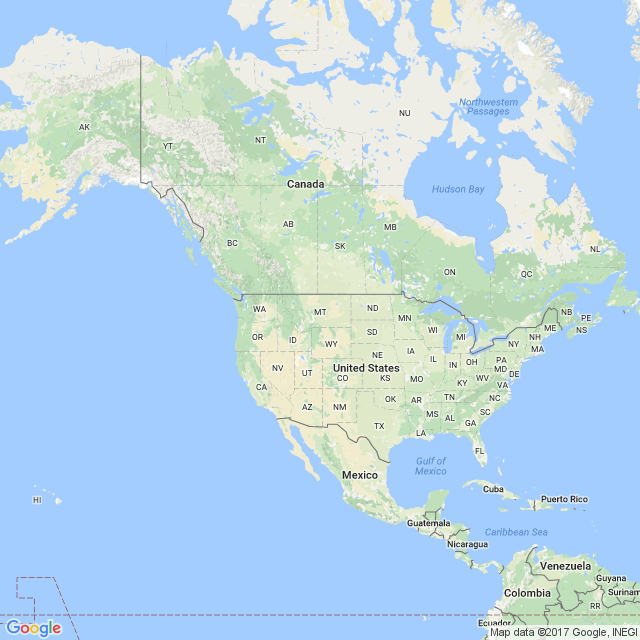 NU
Northwestern
Passages
AK
YT
NT
Canada
Hudson Bay
AB
MB
BC
SK
NL
ON
QC
WA
MT
ND
MN
NB
PE
NS
ME
OR
ID
WY
SD
WI
MI
NY
NH
MA
IA
NE
IL
IN
OH
PA
MD
DE
NV
UT
United States
CO
KS
MO
KY
WV
VA
CA
AZ
NM
OK
AR
TN
NC
SC
MS
AL
GA
TX
LA
FL
Gulf of
Mexico
Mexico
HI
Cuba
Puerto Rico
Guatemala
Caribbean Sea
Nicaragua
Venezuela
Guyana
Colombia
Surinam
RR
Ecuador
Google
Map data ©2017 Google, INEGI